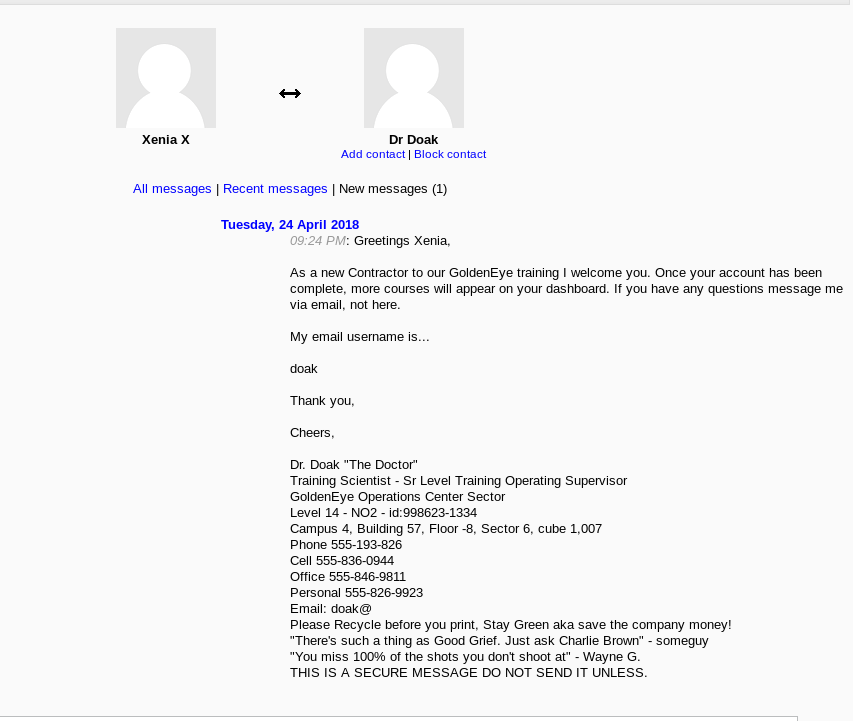 Xenia X
Dr Doak
Add contact | Block contact
All messages | Recent messages | New messages (1)
Tuesday, 24 April 2018
09:24 PM: Greetings Xenia,
As a new Contractor to our GoldenEye training I welcome you. Once your account has been
complete, more courses will appear on your dashboard. If you have any questions message me
via email, not here.
My email username is...
doak
Thank you,
Cheers,
Dr. Doak "The Doctor"
Training Scientist - Sr Level Training Operating Supervisor
GoldenEye Operations Center Sector
Level 14 - NO2 - id:998623-1334
Campus 4, Building 57, Floor -8, Sector 6, cube 1,007
Phone 555-193-826
Cell 555-836-0944
Office 555-846-9811
Personal 555-826-9923
Email: doak@
Please Recycle before you print, Stay Green aka save the company money!
"There's such a thing as Good Grief. Just ask Charlie Brown" - someguy
"You miss 100% of the shots you don't shoot at" - Wayne G.
THIS IS A SECURE MESSAGE DO NOT SEND IT UNLESS.